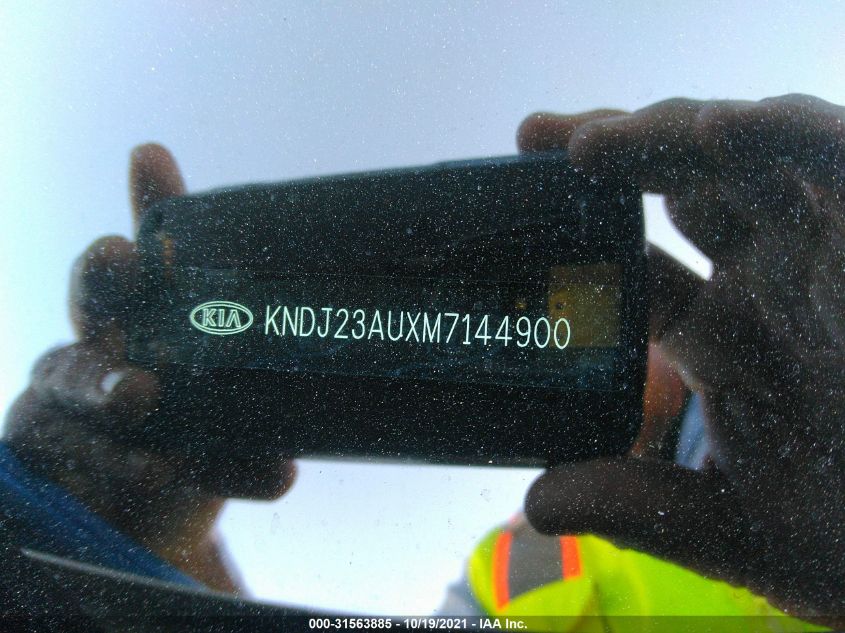 KIA KNDJ23AUXM7144900
000-31563885 - 10/19/2021 - IAA Inc.